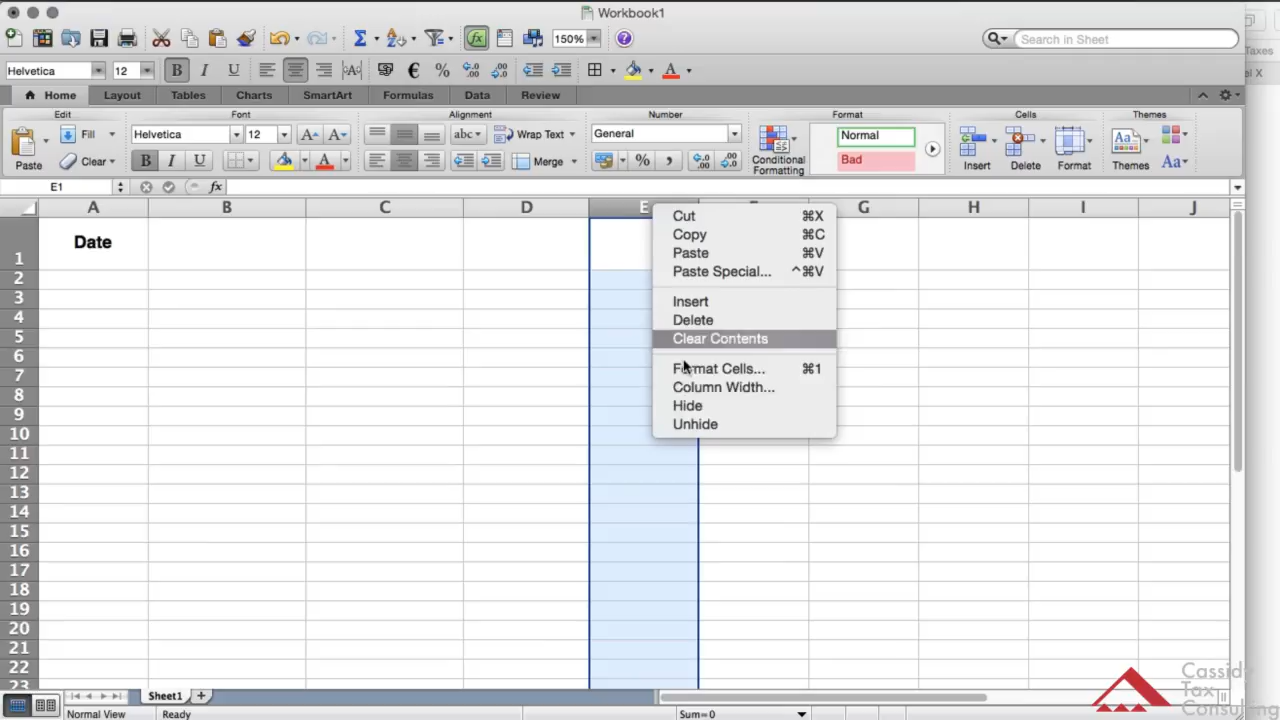 Workbook1
150%
Search in Sheet
Taxes
Helvetica 12 B I U
Home Layout Tables Charts SmartArt Formulas Data Review
Edit Font Alignment Number Format Cells Themes
Fill Helvetica 12 A A abc Wrap Text General Normal
Paste Clear B I U A Merge % Bad Conditional Formatting Insert Delete Format Themes Aa
E1 fx
A B C D E G H I J
1 Date
2
3
4
5
6
7
8
9
10
11
12
13
14
15
16
17
18
19
20
21
22
23
Cut ⌘X
Copy ⌘C
Paste ⌘V
Paste Special... ^⌘V
Insert
Delete
Clear Contents
Format Cells... ⌘1
Column Width...
Hide
Unhide
Sheet1
Normal View Ready Sum=0
Cassidy
Tax
Consulting